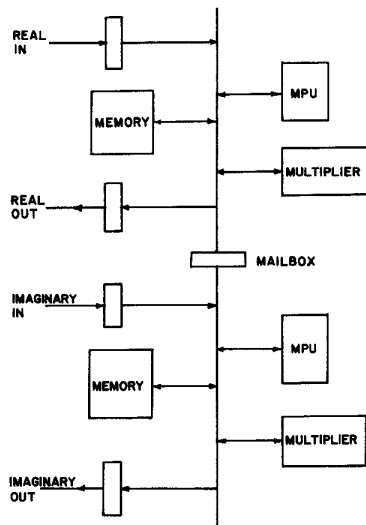 REAL
IN
MPU
MEMORY
MULTIPLIER
REAL
OUT
MAILBOX
IMAGINARY
IN
MPU
MEMORY
MULTIPLIER
IMAGINARY
OUT